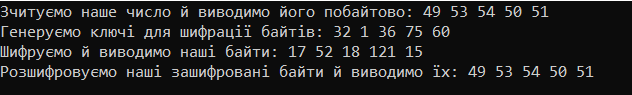 Зчитуємо наше число й виводимо його побайтово: 49 53 54 50 51
Генеруємо ключі для шифрації байтів: 32 1 36 75 60
Шифруємо й виводимо наші байти: 17 52 18 121 15
Розшифровуємо наші зашифровані байти й виводимо їх: 49 53 54 50 51